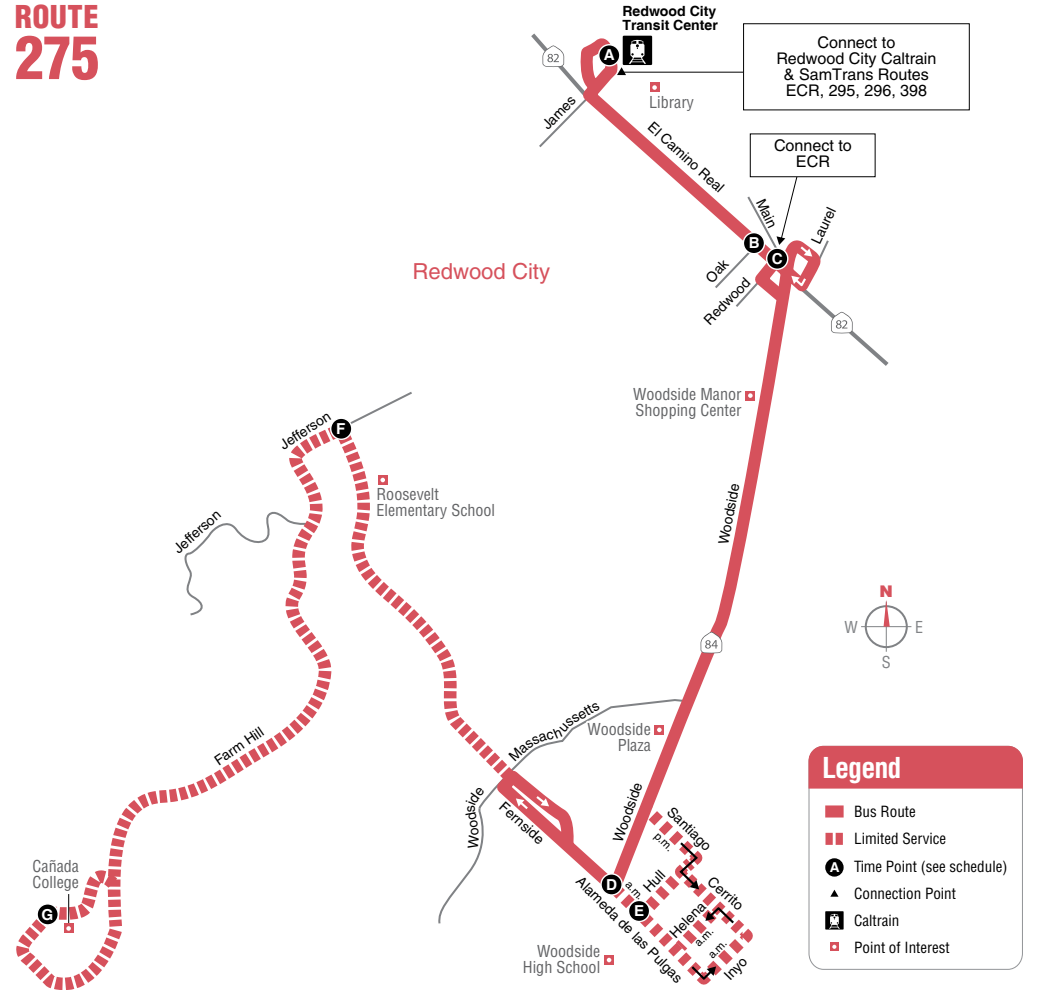 ROUTE
275
Redwood City
Transit Center
A
82
Connect to
Redwood City Caltrain
& SamTrans Routes
ECR, 295, 296, 398
Library
James
El Camino Real
Connect to
ECR
Main
Laurel
B
C
Oak
Redwood
82
Redwood City
Woodside Manor
Shopping Center
Jefferson
F
Roosevelt
Elementary School
Jefferson
Woodside
N
W
E
S
84
Massachussetts
Woodside
Plaza
Farm Hill
Woodside
Fernside
Woodside
Santiago
p.m.
Cañada
College
G
D
a.m.
Hull
Cerrito
E
Helena
a.m.
a.m.
Inyo
Alameda de las Pulgas
Woodside
High School
Legend
Bus Route
Limited Service
A Time Point (see schedule)
Connection Point
Caltrain
Point of Interest